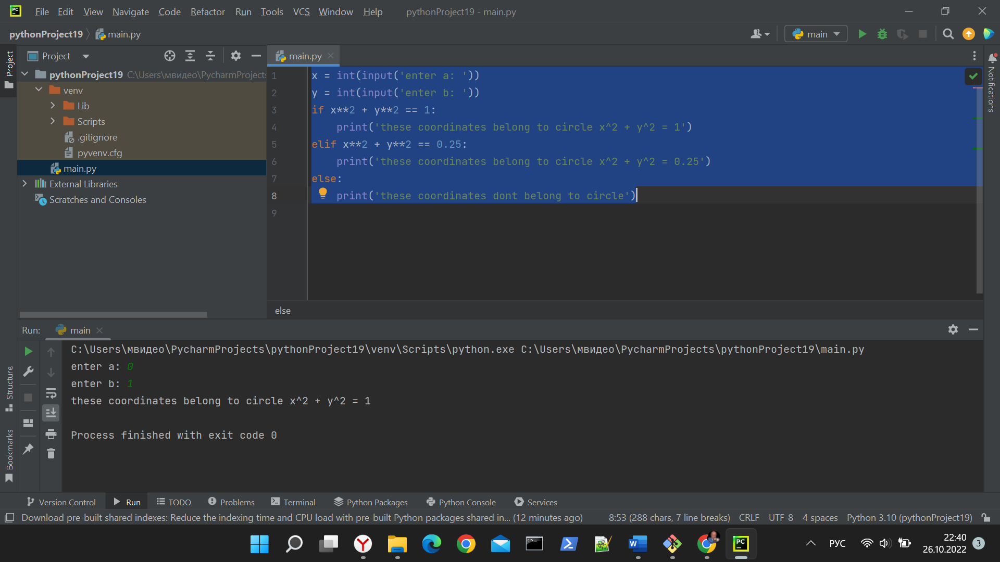 File Edit View Navigate Code Refactor Run Tools VCS Window Help pythonProject19 - main.py
pythonProject19 main.py main
Project
Project
main.py
Notifications
pythonProject19 C:\Users\мвидео\PycharmProjects
venv
Lib
Scripts
.gitignore
pyvenv.cfg
main.py
External Libraries
Scratches and Consoles
1 x = int(input('enter a: '))
2 y = int(input('enter b: '))
3 if x**2 + y**2 == 1:
4 print('these coordinates belong to circle x^2 + y^2 = 1')
5 elif x**2 + y**2 == 0.25:
6 print('these coordinates belong to circle x^2 + y^2 = 0.25')
7 else:
8 print('these coordinates dont belong to circle')
9
else
Run: main
C:\Users\мвидео\PycharmProjects\pythonProject19\venv\Scripts\python.exe C:\Users\мвидео\PycharmProjects\pythonProject19\main.py
enter a: 0
enter b: 1
these coordinates belong to circle x^2 + y^2 = 1
Process finished with exit code 0
Structure
Bookmarks
Version Control Run TODO Problems Terminal Python Packages Python Console Services
Download pre-built shared indexes: Reduce the indexing time and CPU load with pre-built Python packages shared in... (12 minutes ago) 8:53 (288 chars, 7 line breaks) CRLF UTF-8 4 spaces Python 3.10 (pythonProject19)
РУС
22:40
26.10.2022
3